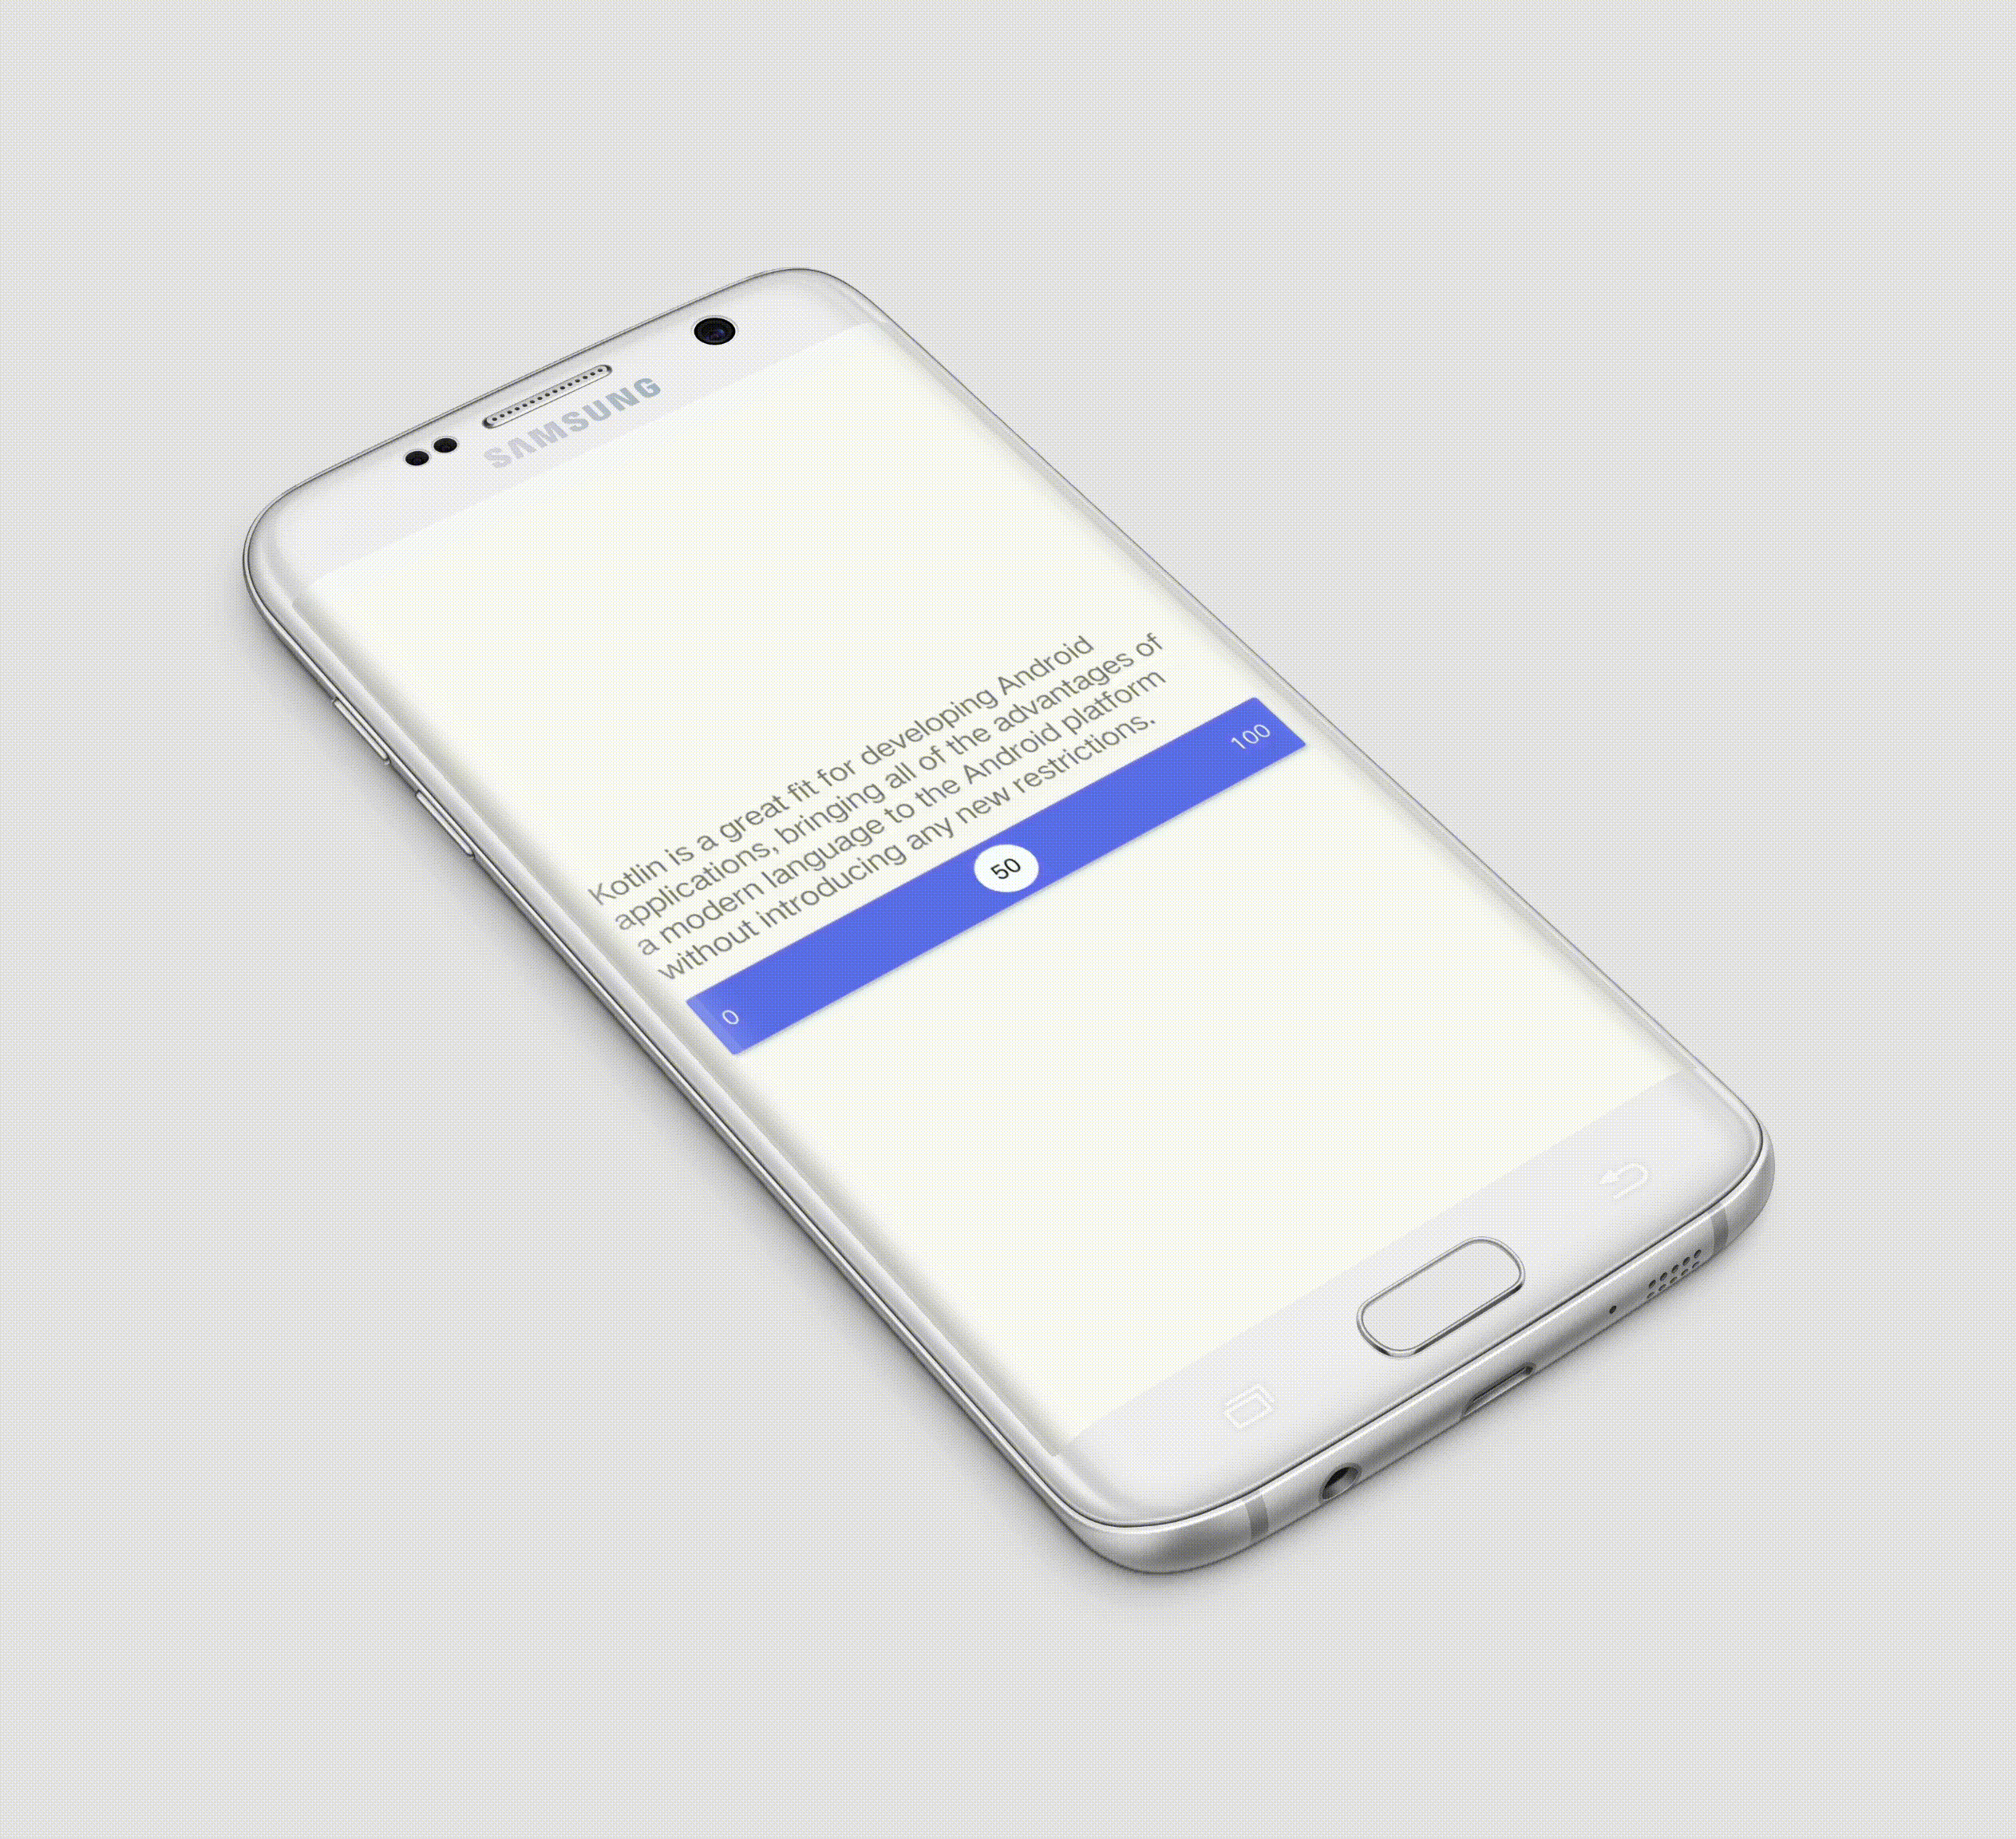 SAMSUNG
Kotlin is a great fit for developing Android
applications, bringing all of the advantages of
a modern language to the Android platform
without introducing any new restrictions.
0 50 100